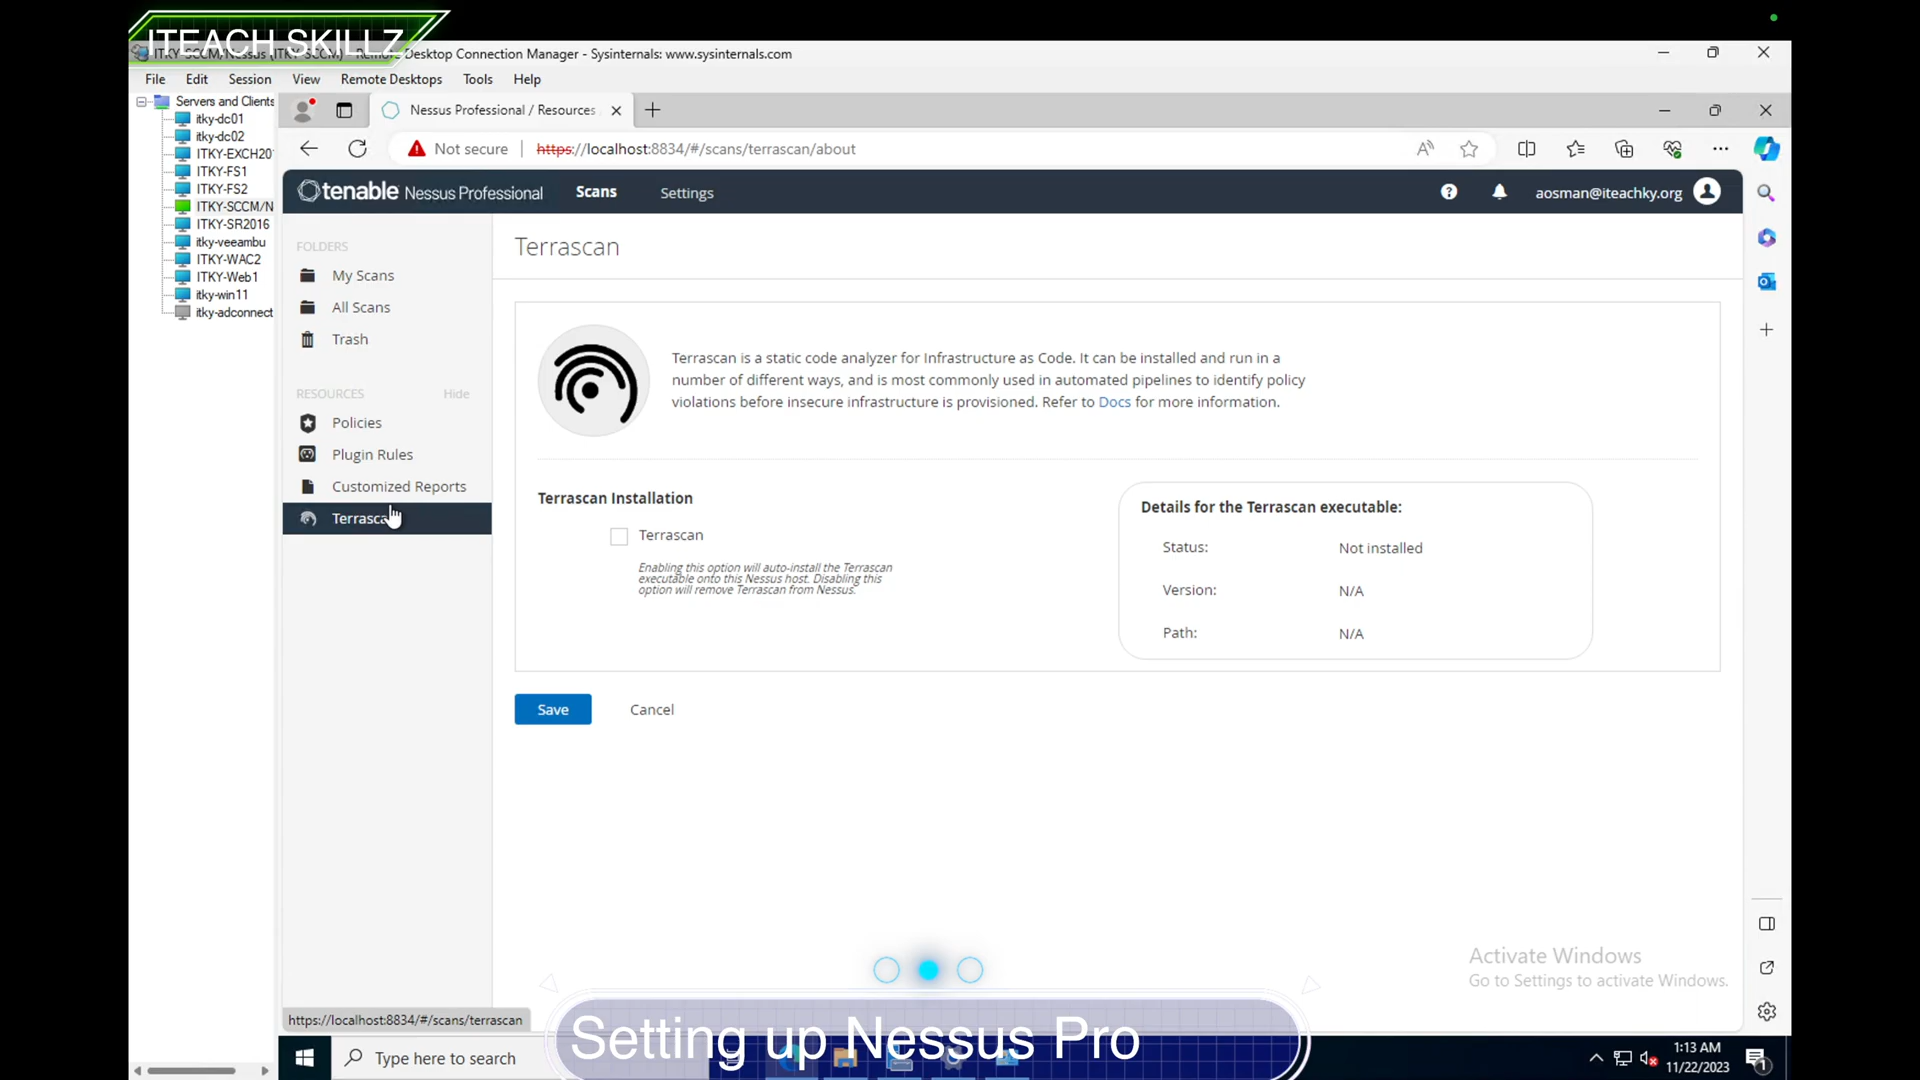 ITEACH SKILLZ
ITKY-SCCM/Nessus (ITKY-SCCM) - Remote Desktop Connection Manager - Sysinternals: www.sysinternals.com
File Edit Session View Remote Desktops Tools Help
Servers and Clients
itky-dc01
itky-dc02
ITKY-EXCH20
ITKY-FS1
ITKY-FS2
ITKY-SCCM/N
ITKY-SR2016
itky-veeambu
ITKY-WAC2
ITKY-Web1
itky-win11
itky-adconnect
Nessus Professional / Resources
Not secure https://localhost:8834/#/scans/terrascan/about
tenable Nessus Professional Scans Settings aosman@iteachky.org
FOLDERS
My Scans
All Scans
Trash
RESOURCES Hide
Policies
Plugin Rules
Customized Reports
Terrascan
Terrascan
Terrascan is a static code analyzer for Infrastructure as Code. It can be installed and run in a
number of different ways, and is most commonly used in automated pipelines to identify policy
violations before insecure infrastructure is provisioned. Refer to Docs for more information.
Terrascan Installation
Terrascan
Enabling this option will auto-install the Terrascan
executable onto this Nessus host. Disabling this
option will remove Terrascan from Nessus.
Details for the Terrascan executable:
Status: Not installed
Version: N/A
Path: N/A
Save Cancel
Activate Windows
Go to Settings to activate Windows.
https://localhost:8834/#/scans/terrascan
Setting up Nessus Pro
Type here to search
1:13 AM
11/22/2023
1